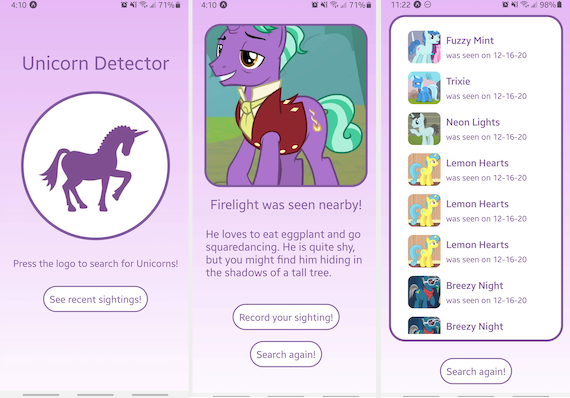 4:10
71%
Unicorn Detector
Press the logo to search for Unicorns!
See recent sightings!
4:10
71%
Firelight was seen nearby!
He loves to eat eggplant and go
squaredancing. He is quite shy,
but you might find him hiding in
the shadows of a tall tree.
Record your sighting!
Search again!
11:22
98%
Fuzzy Mint
was seen on 12-16-20
Trixie
was seen on 12-16-20
Neon Lights
was seen on 12-16-20
Lemon Hearts
was seen on 12-16-20
Lemon Hearts
was seen on 12-16-20
Lemon Hearts
was seen on 12-16-20
Breezy Night
was seen on 12-16-20
Breezy Night
Search again!